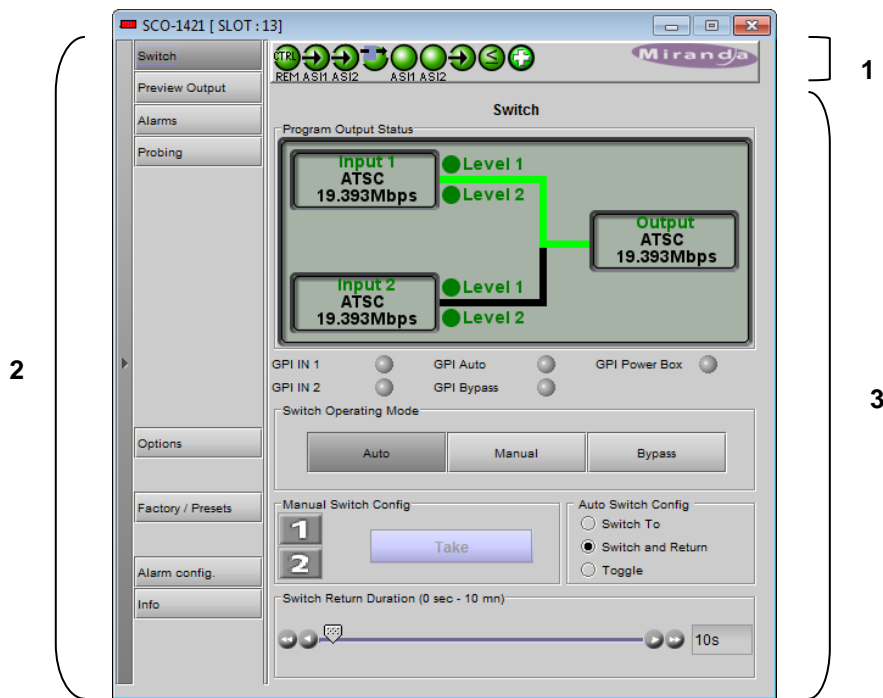 SCO-1421 [ SLOT : 13]
Switch
Preview Output
Alarms
Probing
Options
Factory / Presets
Alarm config.
Info
CTRL
REM ASI1 ASI2 ASI1 ASI2
Miranda
Switch
Program Output Status
Input 1
ATSC
19.393Mbps
Level 1
Level 2
Output
ATSC
19.393Mbps
Input 2
ATSC
19.393Mbps
Level 1
Level 2
GPI IN 1 GPI Auto GPI Power Box
GPI IN 2 GPI Bypass
Switch Operating Mode
Auto Manual Bypass
Manual Switch Config
1
2
Take
Auto Switch Config
Switch To
Switch and Return
Toggle
Switch Return Duration (0 sec - 10 mn)
10s
1
2
3